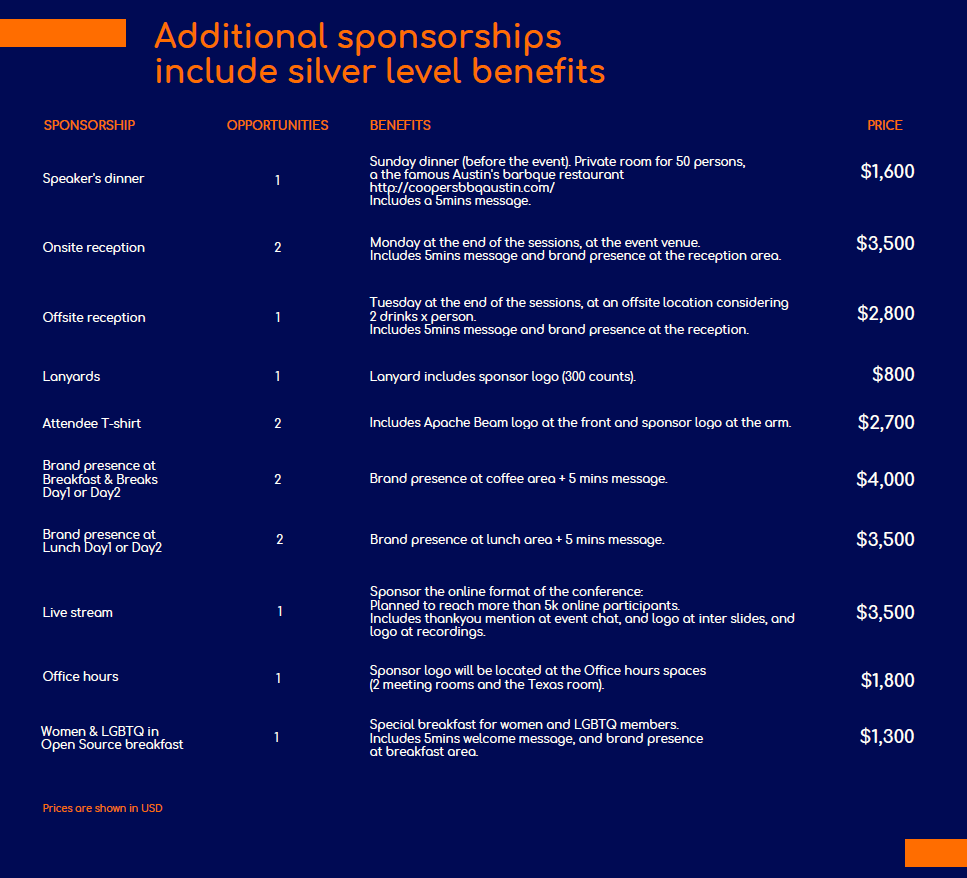 Additional sponsorships
include silver level benefits
SPONSORSHIP OPPORTUNITIES BENEFITS PRICE
Speaker's dinner 1 Sunday dinner (before the event). Private room for 50 persons, $1,600
a the famous Austin's barbque restaurant
http://coopersbbqaustin.com/
Includes a 5mins message.
Onsite reception 2 Monday at the end of the sessions, at the event venue. $3,500
Includes 5mins message and brand presence at the reception area.
Offsite reception 1 Tuesday at the end of the sessions, at an offsite location considering $2,800
2 drinks x person.
Includes 5mins message and brand presence at the reception.
Lanyards 1 Lanyard includes sponsor logo (300 counts). $800
Attendee T-shirt 2 Includes Apache Beam logo at the front and sponsor logo at the arm. $2,700
Brand presence at
Breakfast & Breaks 2 Brand presence at coffee area + 5 mins message. $4,000
Day1 or Day2
Brand presence at 2 Brand presence at lunch area + 5 mins message. $3,500
Lunch Day1 or Day2
Live stream 1 Sponsor the online format of the conference: $3,500
Planned to reach more than 5k online participants.
Includes thankyou mention at event chat, and logo at inter slides, and
logo at recordings.
Office hours 1 Sponsor logo will be located at the Office hours spaces $1,800
(2 meeting rooms and the Texas room).
Women & LGBTQ in 1 Special breakfast for women and LGBTQ members. $1,300
Open Source breakfast Includes 5mins welcome message, and brand presence
at breakfast area.
Prices are shown in USD